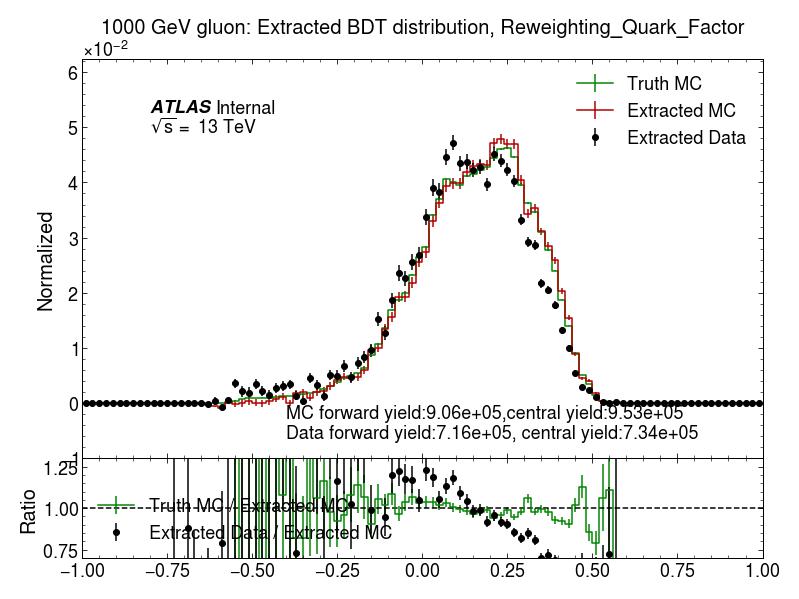 1000 GeV gluon: Extracted BDT distribution, Reweighting_Quark_Factor
×10−2
ATLAS Internal
√s = 13 TeV
Truth MC
Extracted MC
Extracted Data
Normalized
6
5
4
3
2
1
0
1
MC forward yield:9.06e+05,central yield:9.53e+05
Data forward yield:7.16e+05, central yield:7.34e+05
Ratio
1.25
1.00
0.75
Truth MC / Extracted MC
Extracted Data / Extracted MC
−1.00 −0.75 −0.50 −0.25 0.00 0.25 0.50 0.75 1.00